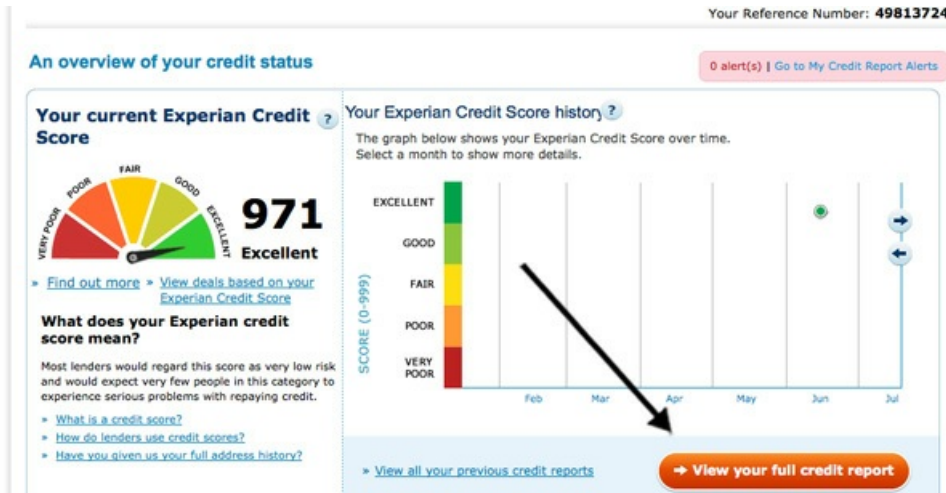 Your Reference Number: 49813724
An overview of your credit status
0 alert(s) | Go to My Credit Report Alerts
Your current Experian Credit ?
Score
VERY POOR
POOR
FAIR
GOOD
EXCELLENT
971
Excellent
» Find out more » View deals based on your
Experian Credit Score
What does your Experian credit
score mean?
Most lenders would regard this score as very low risk
and would expect very few people in this category to
experience serious problems with repaying credit.
» What is a credit score?
» How do lenders use credit scores?
» Have you given us your full address history?
Your Experian Credit Score history ?
The graph below shows your Experian Credit Score over time.
Select a month to show more details.
SCORE (0-999)
EXCELLENT
GOOD
FAIR
POOR
VERY
POOR
Feb Mar Apr May Jun Jul
» View all your previous credit reports
View your full credit report